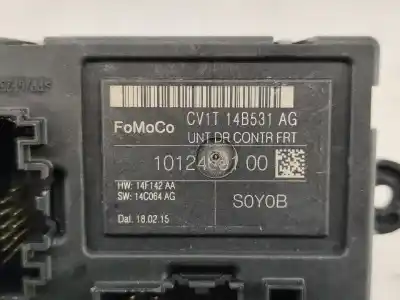 FoMoCo
CV1T 14B531 AG
UNT DR CONTR FRT
00
HW: 14F142 AA
SW: 14C064 AG
S0Y0B
Dat. 18.02.15